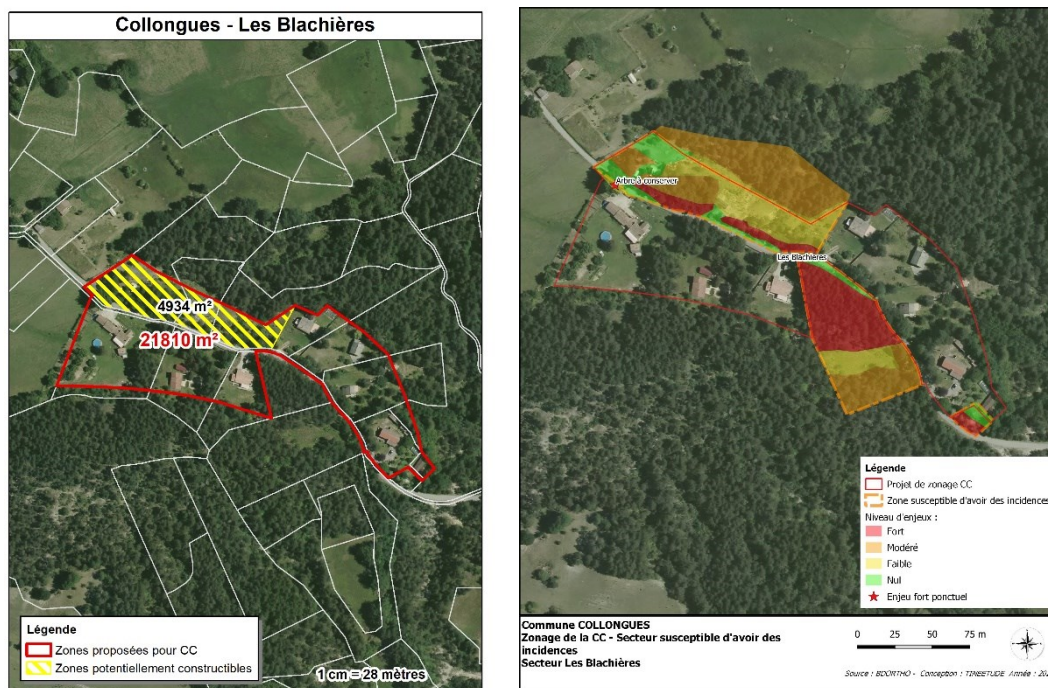 Collongues - Les Blachières
4934 m²
21810 m²
Légende
Zones proposées pour CC
Zones potentiellement constructibles
1 cm = 28 mètres
Arbre à conserver
Les Blachières
Légende
Projet de zonage CC
Zone susceptible d'avoir des incidences
Niveau d'enjeux :
Fort
Modéré
Faible
Nul
Enjeu fort ponctuel
Commune COLLONGUES
Zonage de la CC - Secteur susceptible d'avoir des
incidences
Secteur Les Blachières
0 25 50 75 m
Source : BDORTHO - Conception : TINEETUDE Année : 202